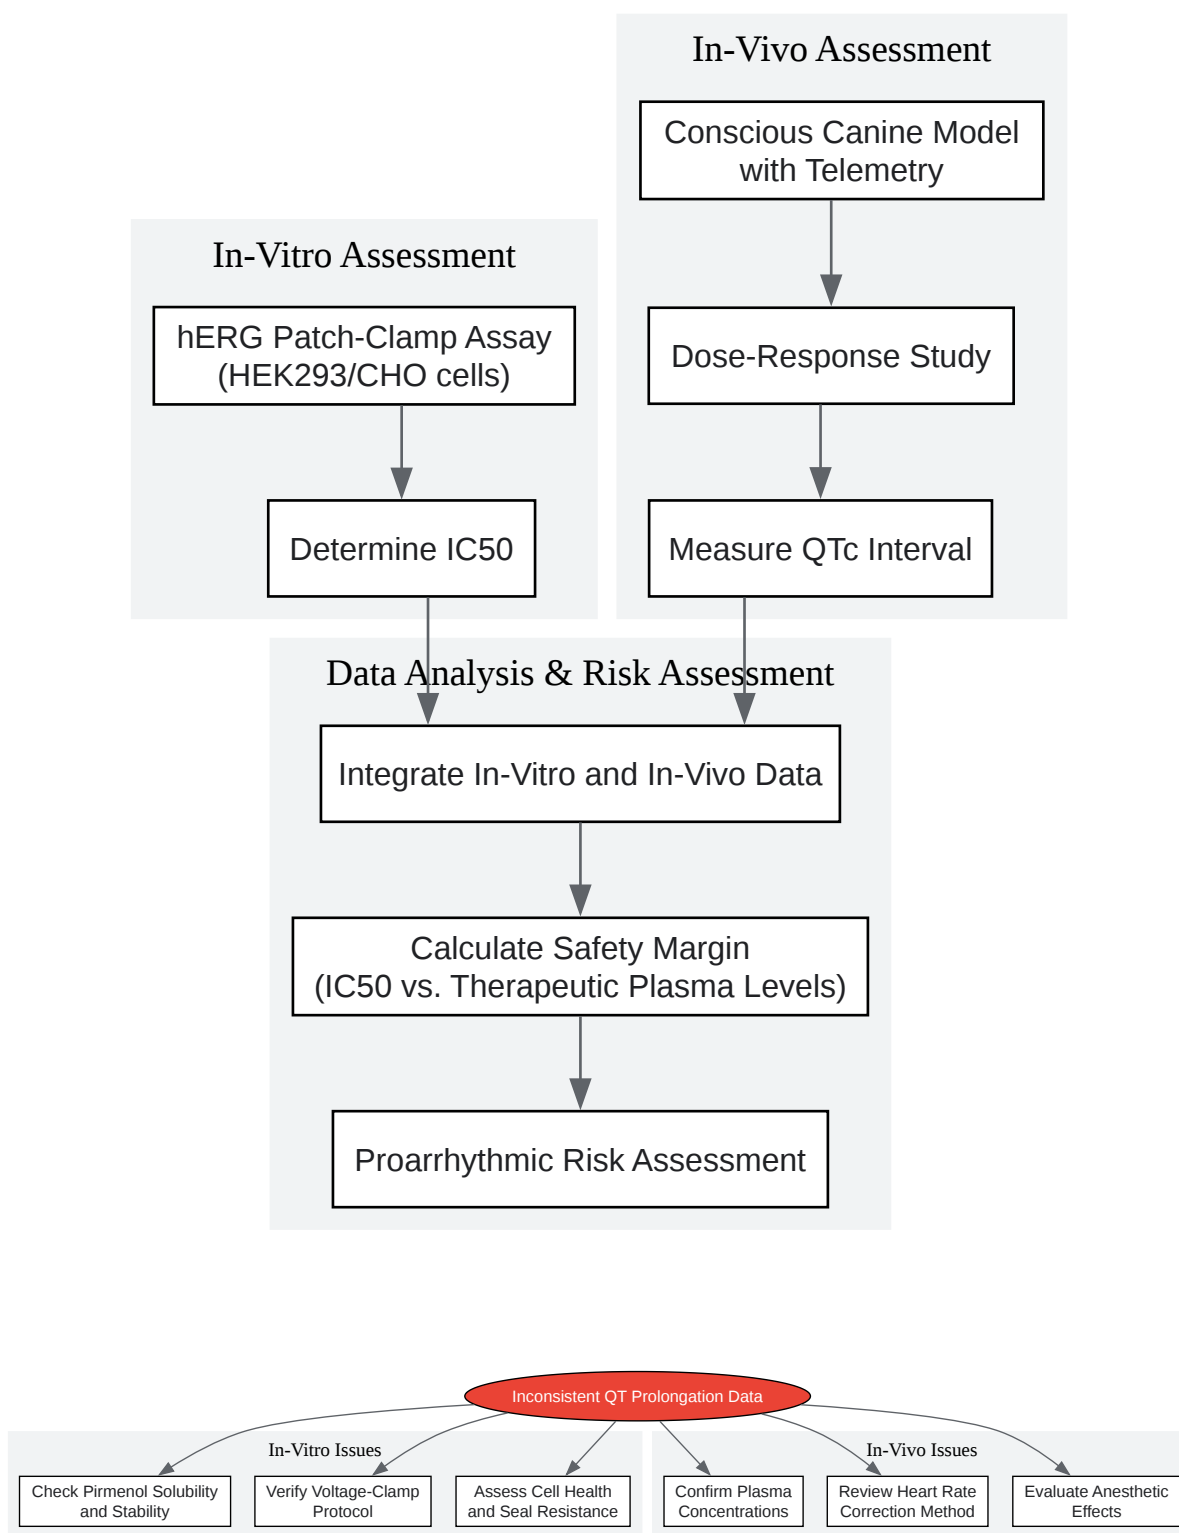 In-Vivo Assessment
Conscious Canine Model
with Telemetry
In-Vitro Assessment
hERG Patch-Clamp Assay
(HEK293/CHO cells)
Dose-Response Study
Determine IC50
Measure QTc Interval
Data Analysis & Risk Assessment
Integrate In-Vitro and In-Vivo Data
Calculate Safety Margin
(IC50 vs. Therapeutic Plasma Levels)
Proarrhythmic Risk Assessment
Inconsistent QT Prolongation Data
In-Vitro Issues
Check Pirmenol Solubility
and Stability
Verify Voltage-Clamp
Protocol
Assess Cell Health
and Seal Resistance
In-Vivo Issues
Confirm Plasma
Concentrations
Review Heart Rate
Correction Method
Evaluate Anesthetic
Effects